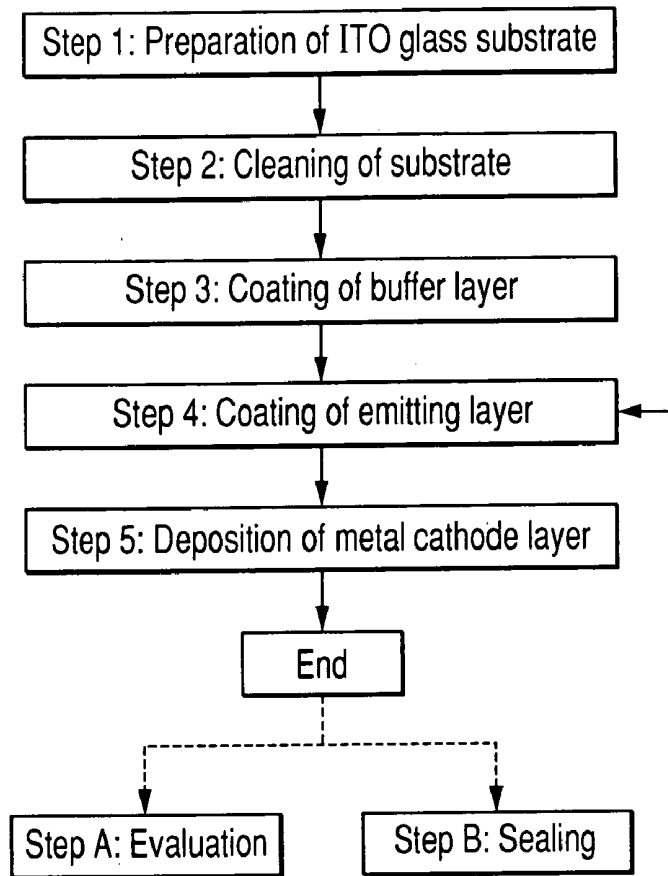 Step 1: Preparation of ITO glass substrate
Step 2: Cleaning of substrate
Step 3: Coating of buffer layer
Step 4: Coating of emitting layer
Step 5: Deposition of metal cathode layer
End
Step A: Evaluation
Step B: Sealing